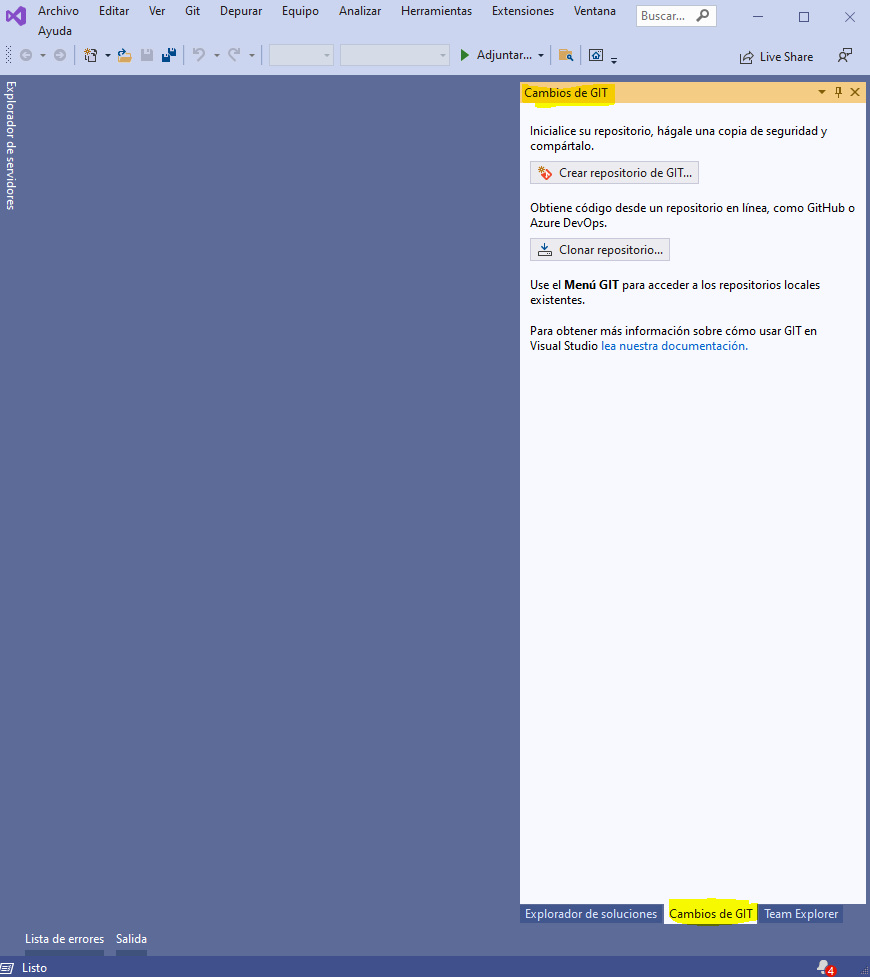 Archivo Editar Ver Git Depurar Equipo Analizar Herramientas Extensiones Ventana Buscar...
Ayuda
Adjuntar... Live Share
Explorador de servidores
Cambios de GIT
Inicialice su repositorio, hágale una copia de seguridad y
compártalo.
Crear repositorio de GIT...
Obtiene código desde un repositorio en línea, como GitHub o
Azure DevOps.
Clonar repositorio...
Use el Menú GIT para acceder a los repositorios locales
existentes.
Para obtener más información sobre cómo usar GIT en
Visual Studio lea nuestra documentación.
Explorador de soluciones Cambios de GIT Team Explorer
Lista de errores Salida
Listo 4